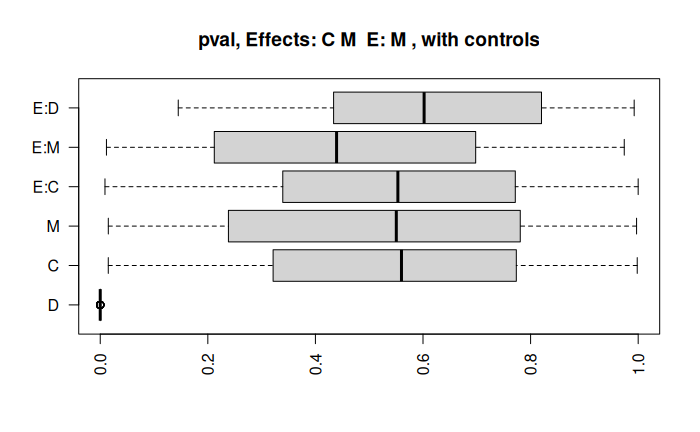 pval, Effects: C M  E: M , with controls
E:D
E:M
E:C
M
C
D
0.0 0.2 0.4 0.6 0.8 1.0